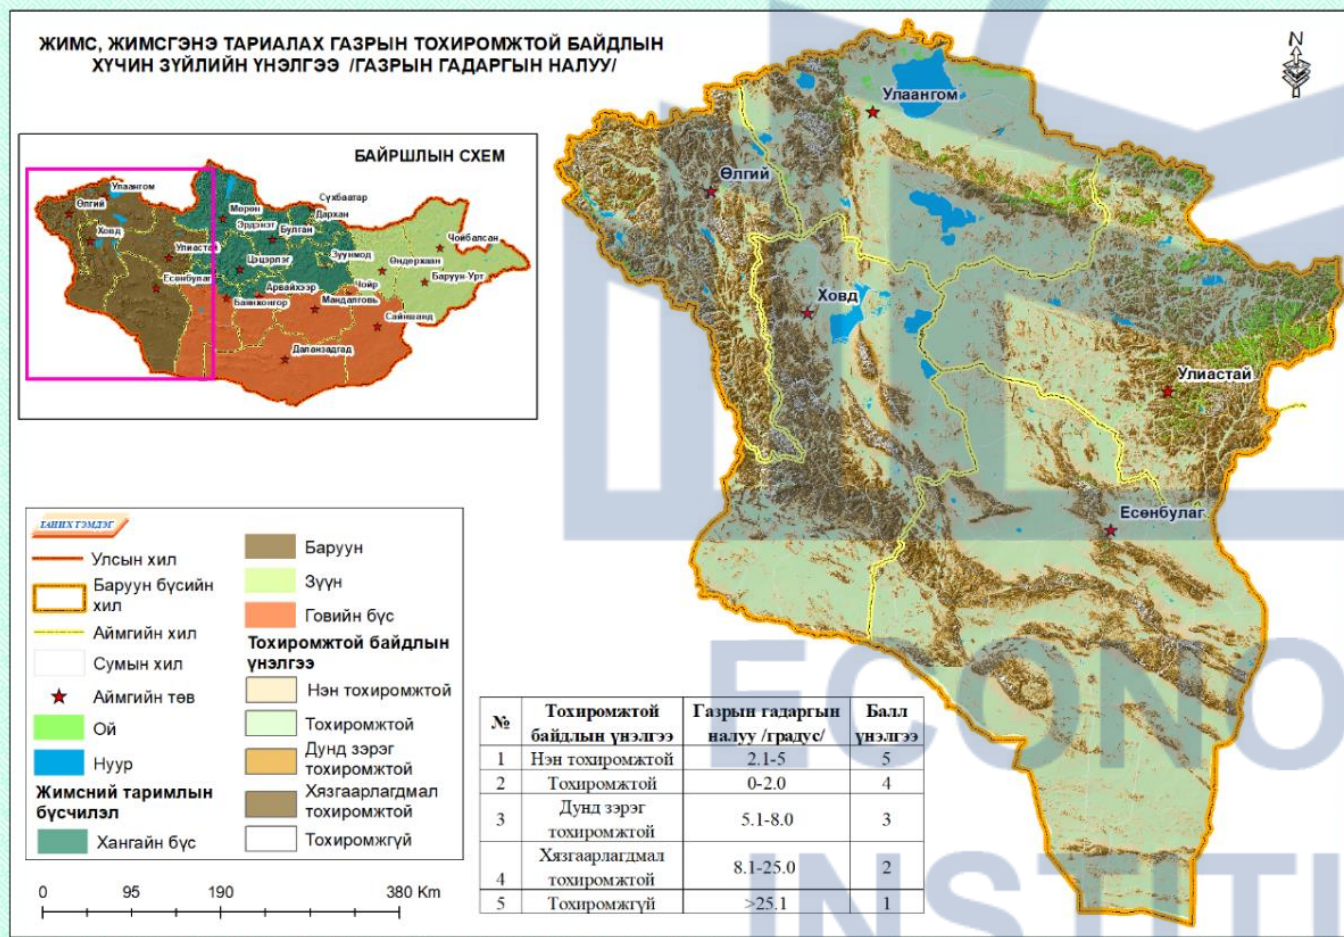 ЖИМС, ЖИМСГЭНЭ ТАРИАЛАХ ГАЗРЫН ТОХИРОМЖТОЙ БАЙДЛЫН
ХҮЧИН ЗҮЙЛИЙН ҮНЭЛГЭЭ /ГАЗРЫН ГАДАРГЫН НАЛУУ/
N
БАЙРШЛЫН СХЕМ
Улаангом
Өлгий
Ховд
Улиастай
Есөнбулаг
Мөрөн
Эрдэнэт
Булган
Сүхбаатар
Дархан
Цэцэрлэг
Зуунмод
Арвайхээр
Баянхонгор
Чойр
Мандалговь
Сайншанд
Даланзадгад
Өндөрхаан
Чойбалсан
Баруун-Урт
Улаангом
Өлгий
Ховд
Улиастай
Есөнбулаг
ТАНИХ ТЭМДЭГ
Улсын хил
Баруун бүсийн
хил
Аймгийн хил
Сумын хил
Аймгийн төв
Ой
Нуур
Жимсний таримлын
бүсчилэл
Хангайн бүс
Баруун
Зүүн
Говийн бүс
Тохиромжтой байдлын
үнэлгээ
Нэн тохиромжтой
Тохиромжтой
Дунд зэрэг
тохиромжтой
Хязгаарлагдмал
тохиромжтой
Тохиромжгүй
0 95 190 380 Km
№ Тохиромжтой байдлын үнэлгээ Газрын гадаргын налуу /градус/ Балл үнэлгээ
1 Нэн тохиромжтой 2.1-5 5
2 Тохиромжтой 0-2.0 4
3 Дунд зэрэг тохиромжтой 5.1-8.0 3
4 Хязгаарлагдмал тохиромжтой 8.1-25.0 2
5 Тохиромжгүй >25.1 1
ECONO
INSTIT